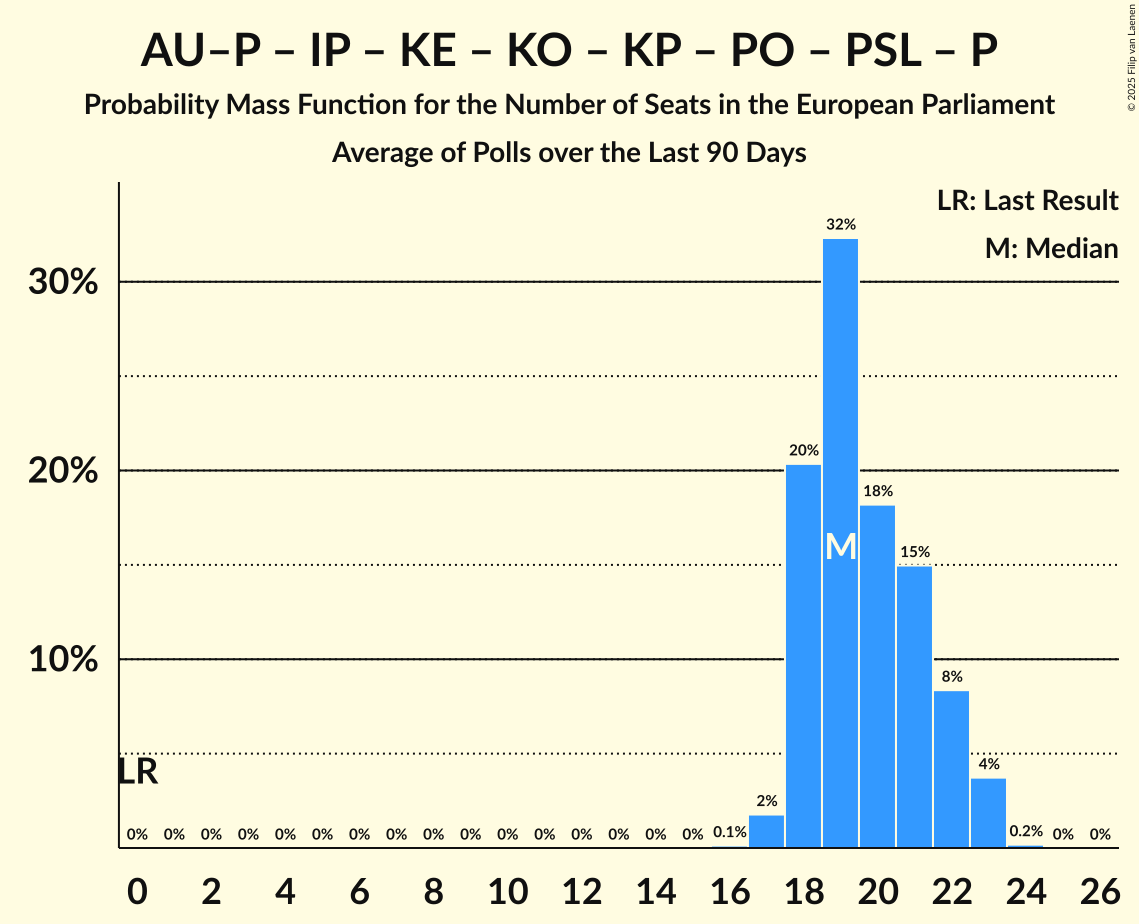 AU–P – IP – KE – KO – KP – PO – PSL – P
Probability Mass Function for the Number of Seats in the European Parliament
Average of Polls over the Last 90 Days
© 2025 Filip van Laenen
LR: Last Result
M: Median
32%
30%
20%
20%
18%
M
15%
10%
8%
LR
4%
2%
0% 0% 0% 0% 0% 0% 0% 0% 0% 0% 0% 0% 0% 0% 0% 0% 0.1% 0.2% 0% 0%
0 2 4 6 8 10 12 14 16 18 20 22 24 26